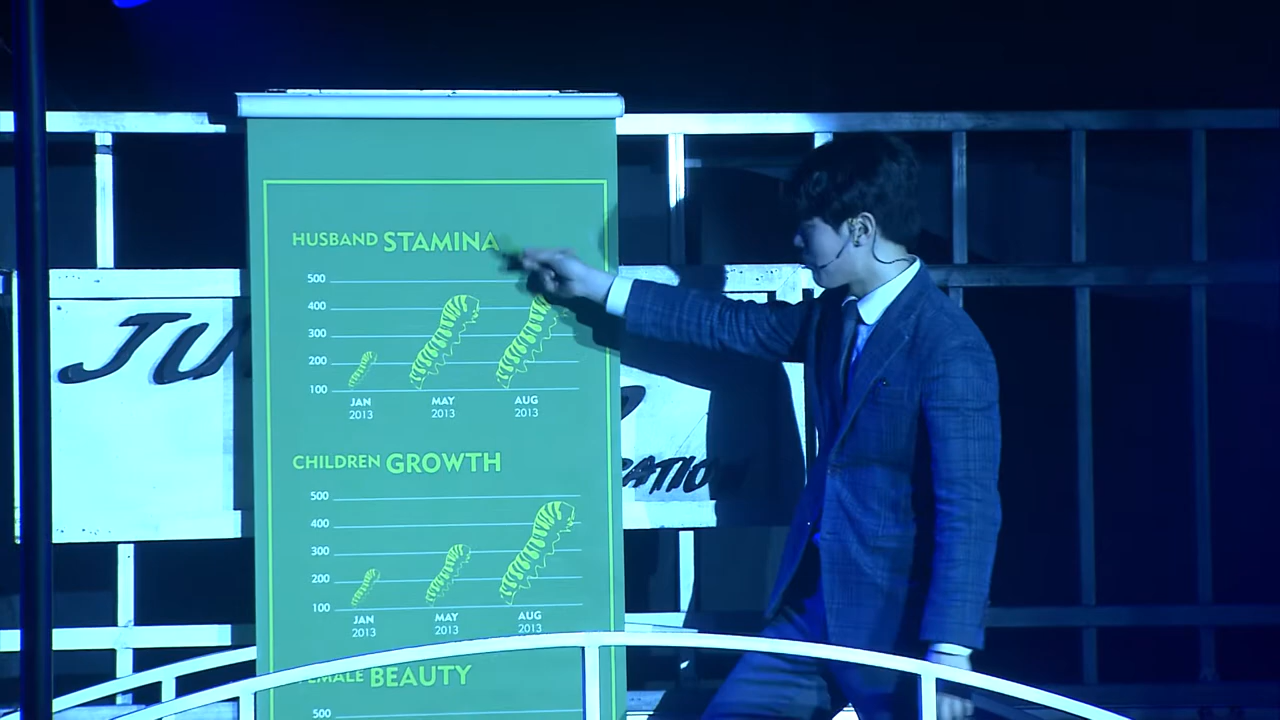 HUSBAND STAMINA
500
400
300
200
100
JAN MAY AUG
2013 2013 2013
CHILDREN GROWTH
500
400
300
200
100
JAN MAY AUG
2013 2013 2013
BEAUTY
500